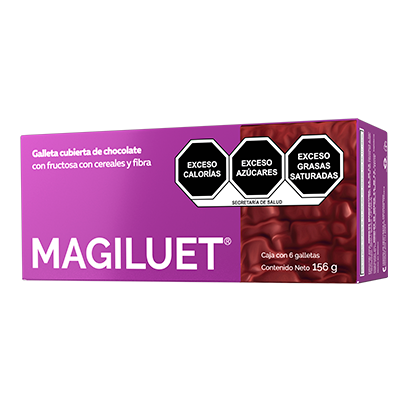 Galleta cubierta de chocolate
con fructosa con cereales y fibra
EXCESO
CALORÍAS
EXCESO
AZÚCARES
EXCESO
GRASAS
SATURADAS
SECRETARÍA DE SALUD
MAGILUET®
Caja con 6 galletas
Contenido Neto 156 g